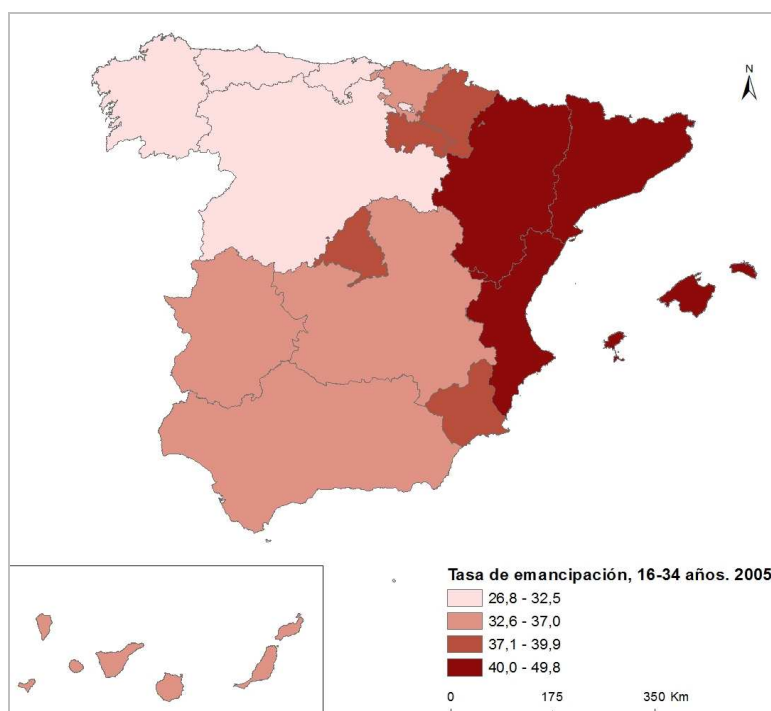 N
Tasa de emancipación, 16-34 años. 2005
26,8 - 32,5
32,6 - 37,0
37,1 - 39,9
40,0 - 49,8
0 175 350 Km